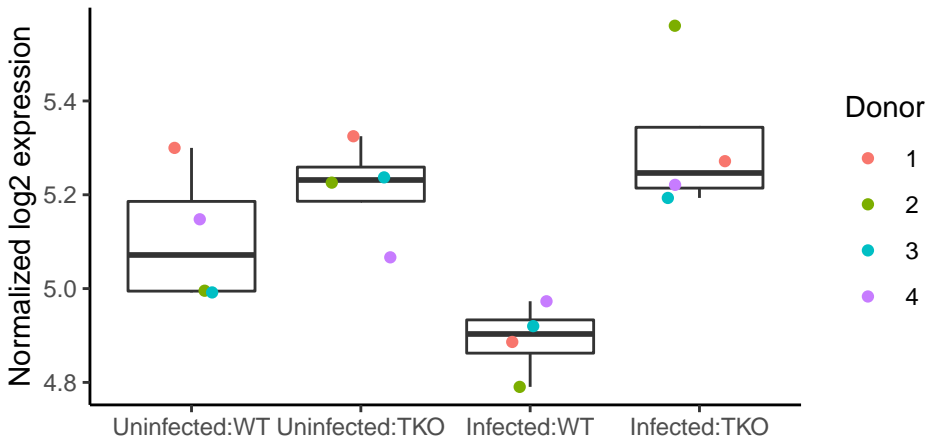 Normalized log2 expression
5.4
5.2
5.0
4.8
Uninfected:WT Uninfected:TKO Infected:WT Infected:TKO
Donor
1
2
3
4